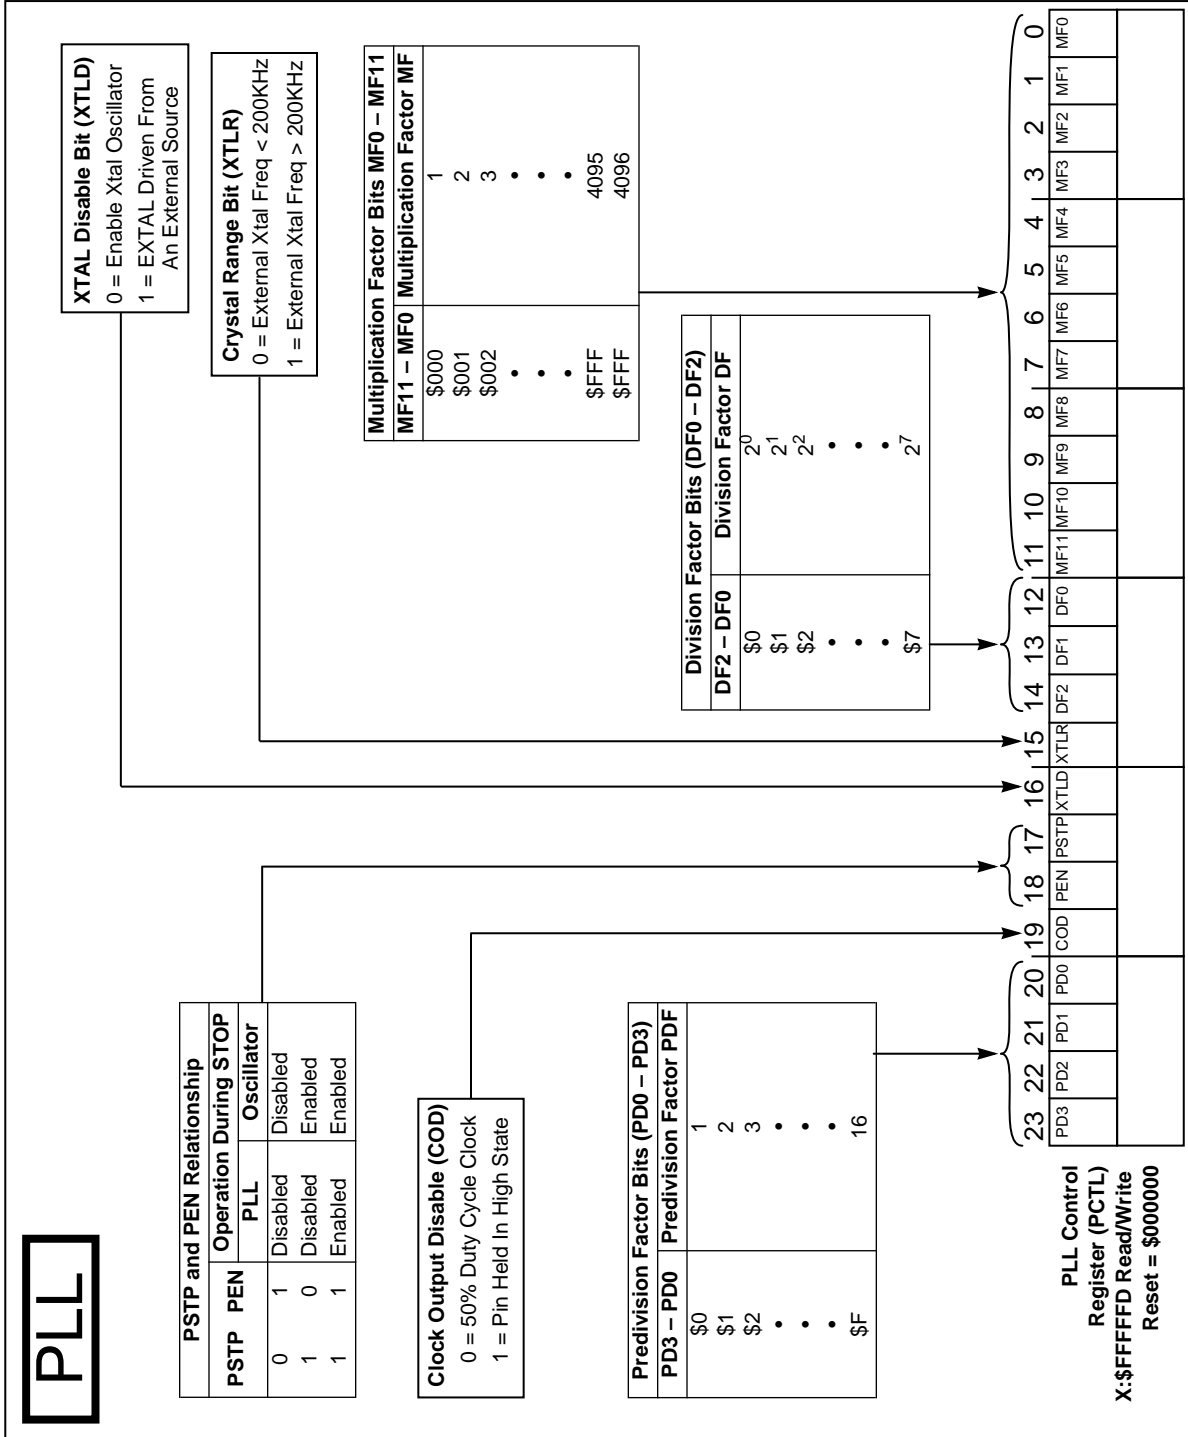 PLL
PSTP and PEN Relationship
PSTP PEN Operation During STOP
PLL Oscillator
0 1 Disabled Disabled
1 0 Disabled Enabled
1 1 Enabled Enabled
Clock Output Disable (COD)
0 = 50% Duty Cycle Clock
1 = Pin Held In High State
Predivision Factor Bits (PD0 – PD3)
PD3 – PD0 Predivision Factor PDF
$0 1
$1 2
$2 3
• •
• •
• •
$F 16
XTAL Disable Bit (XTLD)
0 = Enable Xtal Oscillator
1 = EXTAL Driven From
An External Source
Crystal Range Bit (XTLR)
0 = External Xtal Freq < 200KHz
1 = External Xtal Freq > 200KHz
Multiplication Factor Bits MF0 – MF11
MF11 – MF0 Multiplication Factor MF
$000 1
$001 2
$002 3
• •
• •
• •
$FFF 4095
$FFF 4096
Division Factor Bits (DF0 – DF2)
DF2 – DF0 Division Factor DF
$0 2⁰
$1 2¹
$2 2²
• •
• •
• •
$7 2⁷
23 22 21 20 19 18 17 16 15 14 13 12 11 10 9 8 7 6 5 4 3 2 1 0
PD3 PD2 PD1 PD0 COD PEN PSTP XTLD XTLR DF2 DF1 DF0 MF11 MF10 MF9 MF8 MF7 MF6 MF5 MF4 MF3 MF2 MF1 MF0
PLL Control
Register (PCTL)
X:$FFFFFD Read/Write
Reset = $000000